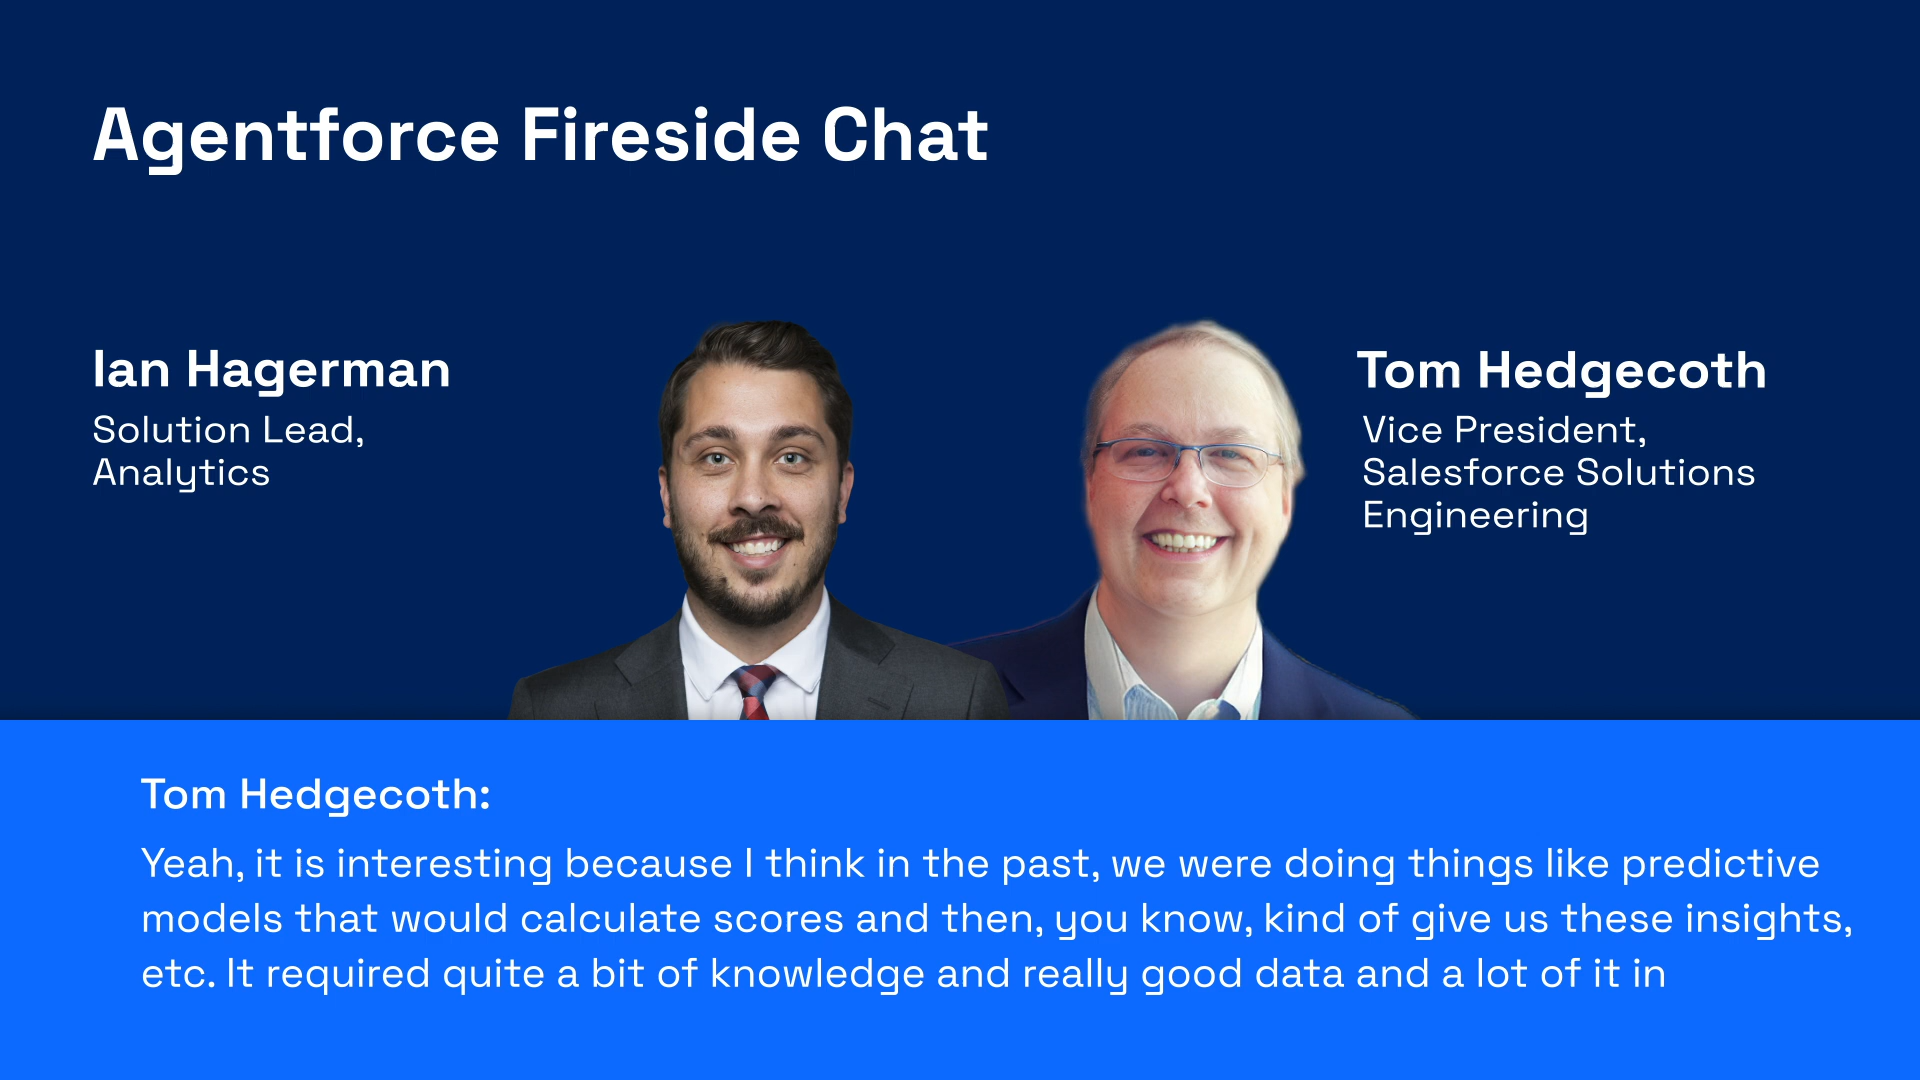 Agentforce Fireside Chat
Ian Hagerman
Solution Lead,
Analytics
Tom Hedgecoth
Vice President,
Salesforce Solutions
Engineering
Tom Hedgecoth:
Yeah, it is interesting because I think in the past, we were doing things like predictive
models that would calculate scores and then, you know, kind of give us these insights,
etc. It required quite a bit of knowledge and really good data and a lot of it in